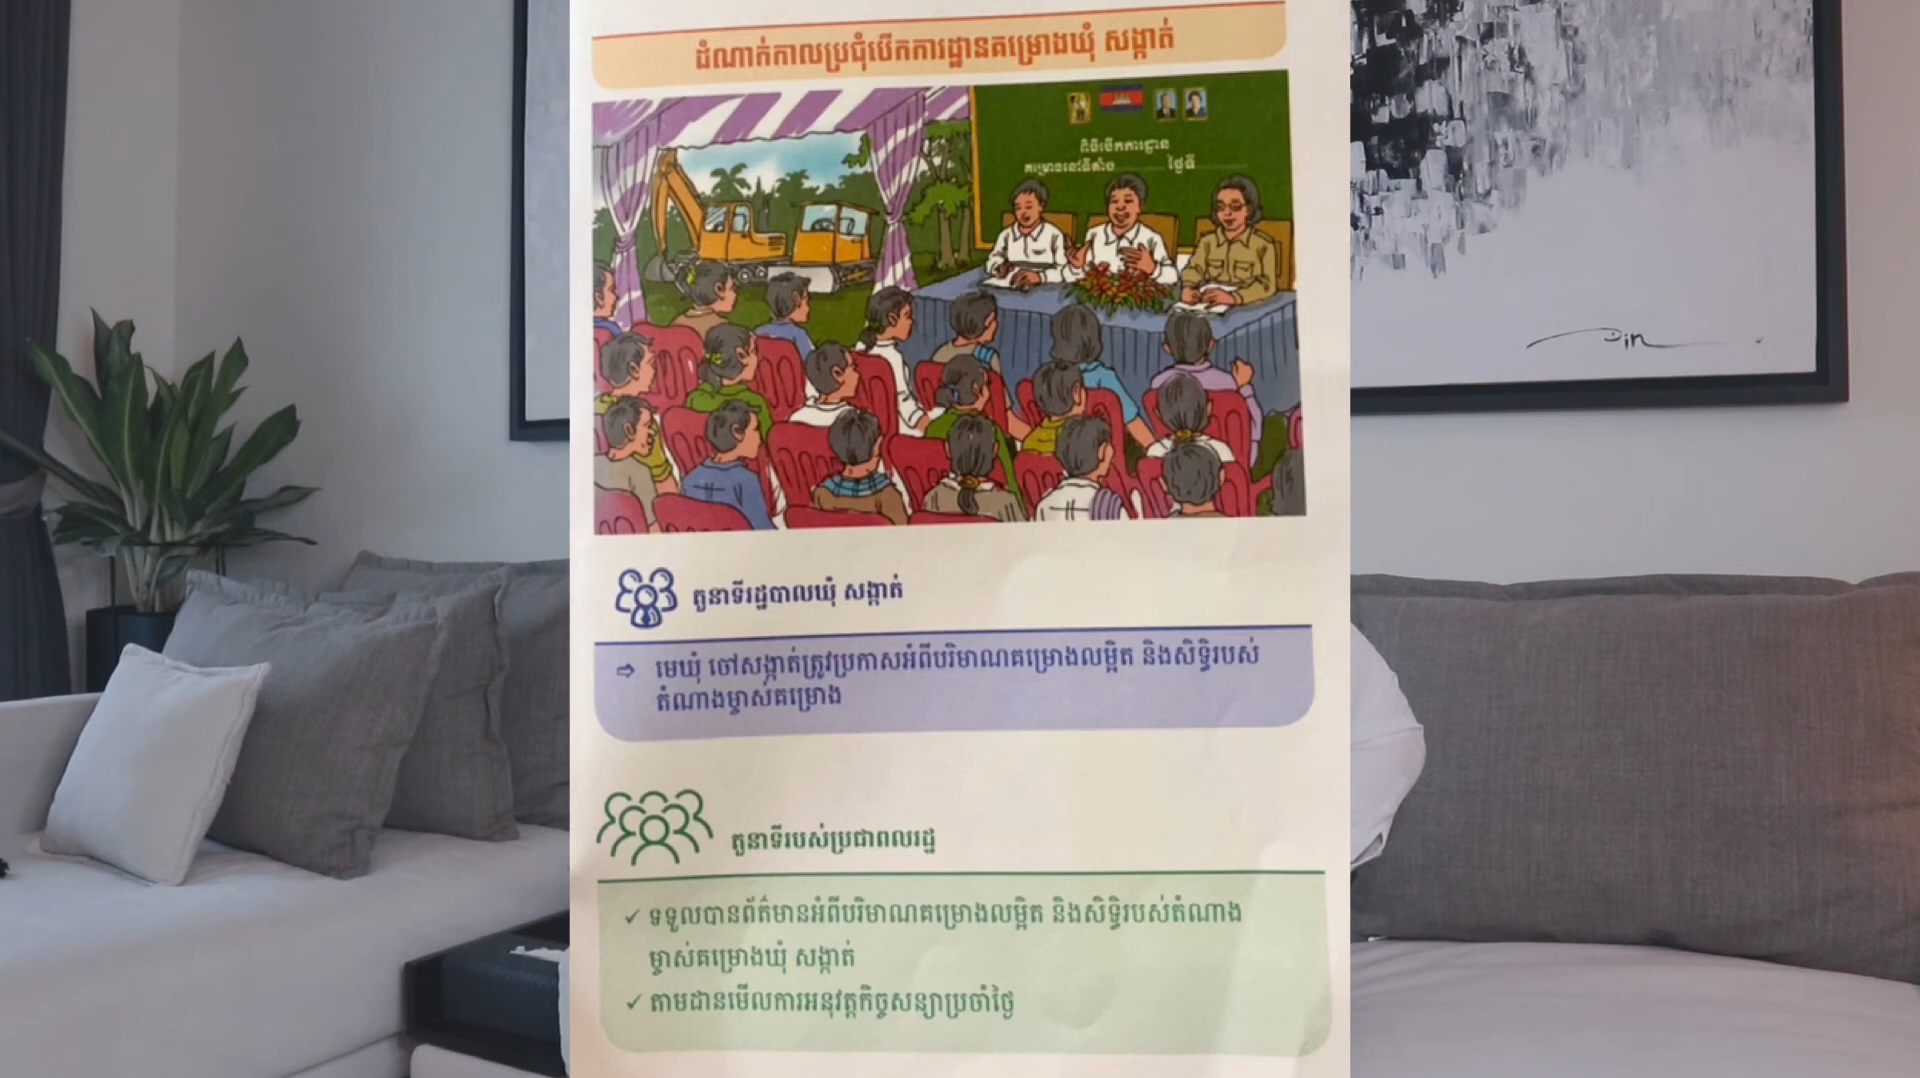 ដំណាក់កាលប្រជុំបើកការដ្ឋានគម្រោងឃុំ សង្កាត់
ពិធីបើកការដ្ឋាន
គម្រោងនៅទីតាំង............ ថ្ងៃទី............
តួនាទីរដ្ឋបាលឃុំ សង្កាត់
⇨ មេឃុំ ចៅសង្កាត់ត្រូវប្រកាសអំពីបរិមាណគម្រោងលម្អិត និងសិទ្ធិរបស់
តំណាងម្ចាស់គម្រោង
តួនាទីរបស់ប្រជាពលរដ្ឋ
✓ ទទួលបានព័ត៌មានអំពីបរិមាណគម្រោងលម្អិត និងសិទ្ធិរបស់តំណាង
ម្ចាស់គម្រោងឃុំ សង្កាត់
✓ តាមដានមើលការអនុវត្តកិច្ចសន្យាប្រចាំថ្ងៃ